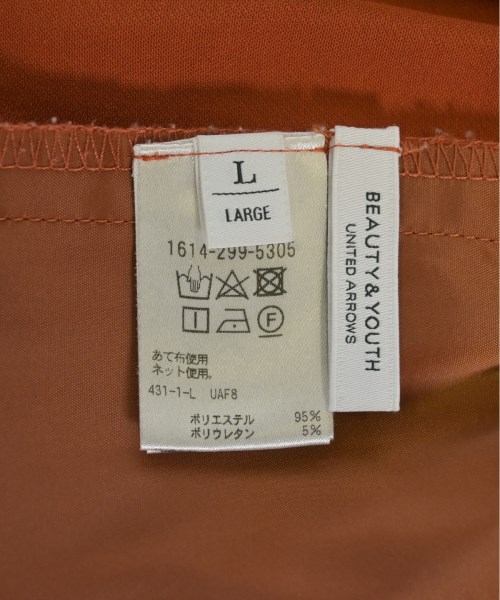 L
LARGE
1614-299-5305
F
あて布使用
ネット使用。
431-1-L UAF8
ポリエステル 95%
ポリウレタン 5%
BEAUTY & YOUTH
UNITED ARROWS